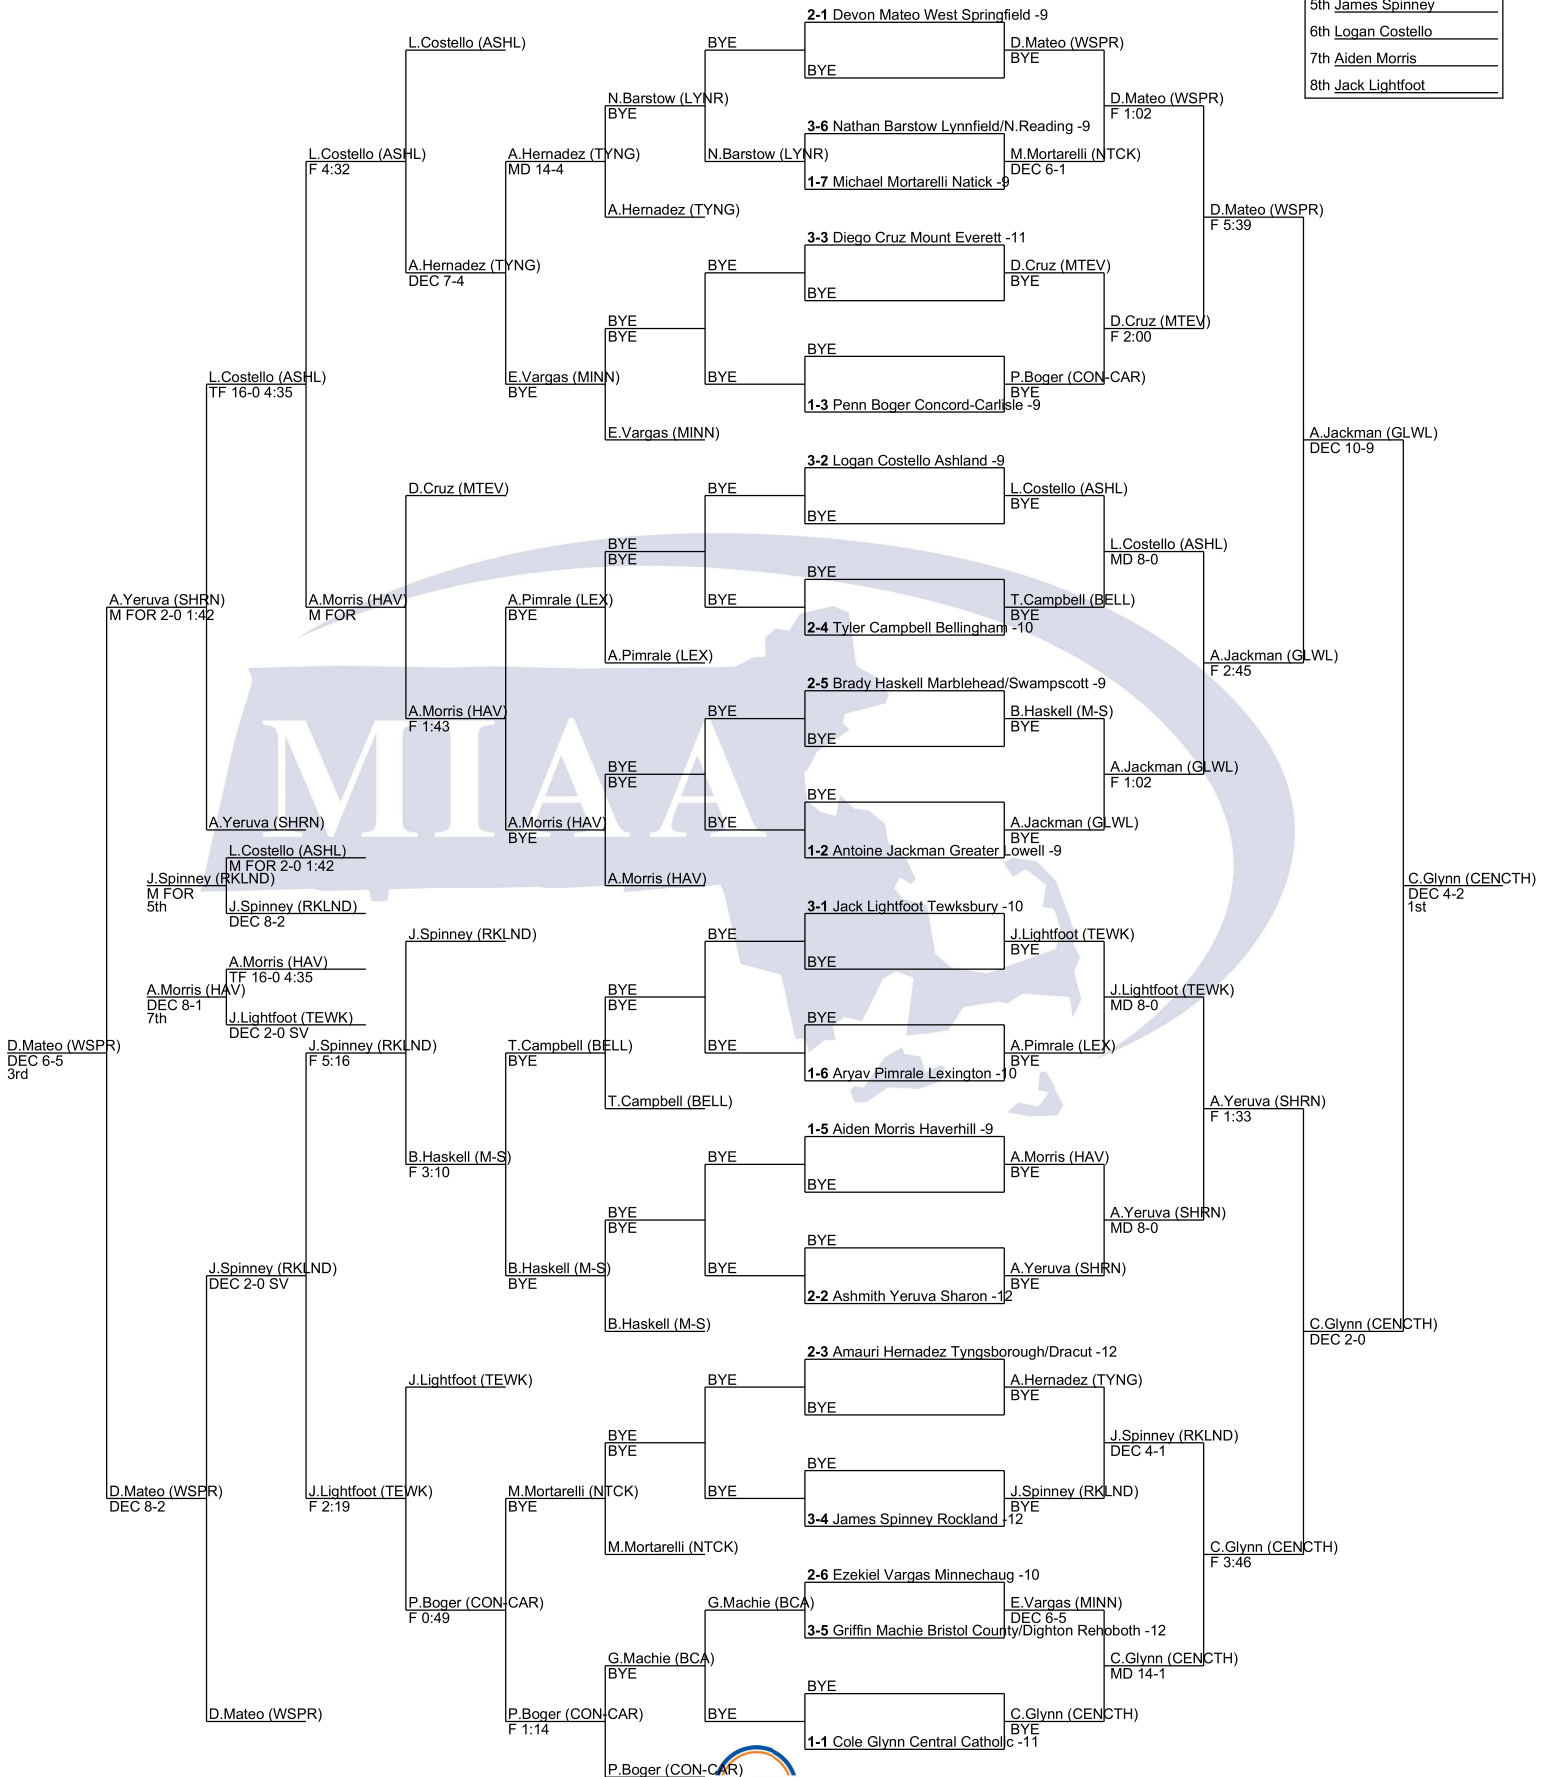 5th James Spinney
6th Logan Costello
7th Aiden Morris
8th Jack Lightfoot
2-1 Devon Mateo West Springfield -9
L.Costello (ASHL)
BYE
D.Mateo (WSPR)
BYE
BYE
N.Barstow (LYNR)
BYE
D.Mateo (WSPR)
F 1:02
3-6 Nathan Barstow Lynnfield/N.Reading -9
L.Costello (ASHL)
F 4:32
A.Hernadez (TYNG)
MD 14-4
N.Barstow (LYNR)
M.Mortarelli (NTCK)
DEC 6-1
1-7 Michael Mortarelli Natick -9
A.Hernadez (TYNG)
D.Mateo (WSPR)
F 5:39
3-3 Diego Cruz Mount Everett -11
A.Hernadez (TYNG)
DEC 7-4
BYE
D.Cruz (MTEV)
BYE
BYE
BYE
BYE
D.Cruz (MTEV)
F 2:00
BYE
L.Costello (ASHL)
TF 16-0 4:35
E.Vargas (MINN)
BYE
BYE
P.Boger (CON-CAR)
BYE
1-3 Penn Boger Concord-Carlisle -9
E.Vargas (MINN)
A.Jackman (GLWL)
DEC 10-9
3-2 Logan Costello Ashland -9
D.Cruz (MTEV)
BYE
L.Costello (ASHL)
BYE
BYE
BYE
BYE
L.Costello (ASHL)
MD 8-0
BYE
A.Yeruva (SHRN)
M FOR 2-0 1:42
A.Morris (HAV)
M FOR
A.Pimrale (LEX)
BYE
BYE
T.Campbell (BELL)
BYE
2-4 Tyler Campbell Bellingham -10
A.Pimrale (LEX)
A.Jackman (GLWL)
F 2:45
2-5 Brady Haskell Marblehead/Swampscott -9
A.Morris (HAV)
F 1:43
BYE
B.Haskell (M-S)
BYE
MIAA
BYE
BYE
BYE
A.Jackman (GLWL)
F 1:02
BYE
A.Yeruva (SHRN)
A.Morris (HAV)
BYE
BYE
A.Jackman (GLWL)
BYE
1-2 Antoine Jackman Greater Lowell -9
L.Costello (ASHL)
M FOR 2-0 1:42
J.Spinney (RKLND)
M FOR
5th
A.Morris (HAV)
C.Glynn (CENCTH)
DEC 4-2
1st
J.Spinney (RKLND)
DEC 8-2
3-1 Jack Lightfoot Tewksbury -10
J.Spinney (RKLND)
BYE
J.Lightfoot (TEWK)
BYE
BYE
A.Morris (HAV)
TF 16-0 4:35
A.Morris (HAV)
DEC 8-1
7th
BYE
BYE
J.Lightfoot (TEWK)
MD 8-0
J.Lightfoot (TEWK)
DEC 2-0 SV
BYE
D.Mateo (WSPR)
DEC 6-5
3rd
J.Spinney (RKLND)
F 5:16
T.Campbell (BELL)
BYE
BYE
A.Pimrale (LEX)
BYE
1-6 Aryav Pimrale Lexington -10
T.Campbell (BELL)
A.Yeruva (SHRN)
F 1:33
1-5 Aiden Morris Haverhill -9
B.Haskell (M-S)
F 3:10
BYE
A.Morris (HAV)
BYE
BYE
BYE
BYE
A.Yeruva (SHRN)
MD 8-0
BYE
J.Spinney (RKLND)
DEC 2-0 SV
B.Haskell (M-S)
BYE
BYE
A.Yeruva (SHRN)
BYE
2-2 Ashmith Yeruva Sharon -12
B.Haskell (M-S)
C.Glynn (CENCTH)
DEC 2-0
2-3 Amauri Hernadez Tyngsborough/Dracut -12
J.Lightfoot (TEWK)
BYE
A.Hernadez (TYNG)
BYE
BYE
BYE
BYE
J.Spinney (RKLND)
DEC 4-1
BYE
D.Mateo (WSPR)
DEC 8-2
J.Lightfoot (TEWK)
F 2:19
M.Mortarelli (NTCK)
BYE
BYE
J.Spinney (RKLND)
BYE
3-4 James Spinney Rockland -12
M.Mortarelli (NTCK)
C.Glynn (CENCTH)
F 3:46
2-6 Ezekiel Vargas Minnechaug -10
P.Boger (CON-CAR)
F 0:49
G.Machie (BCA)
E.Vargas (MINN)
DEC 6-5
3-5 Griffin Machie Bristol County/Dighton Rehoboth -12
G.Machie (BCA)
BYE
C.Glynn (CENCTH)
MD 14-1
BYE
D.Mateo (WSPR)
P.Boger (CON-CAR)
F 1:14
BYE
C.Glynn (CENCTH)
BYE
1-1 Cole Glynn Central Catholic -11
P.Boger (CON-CAR)